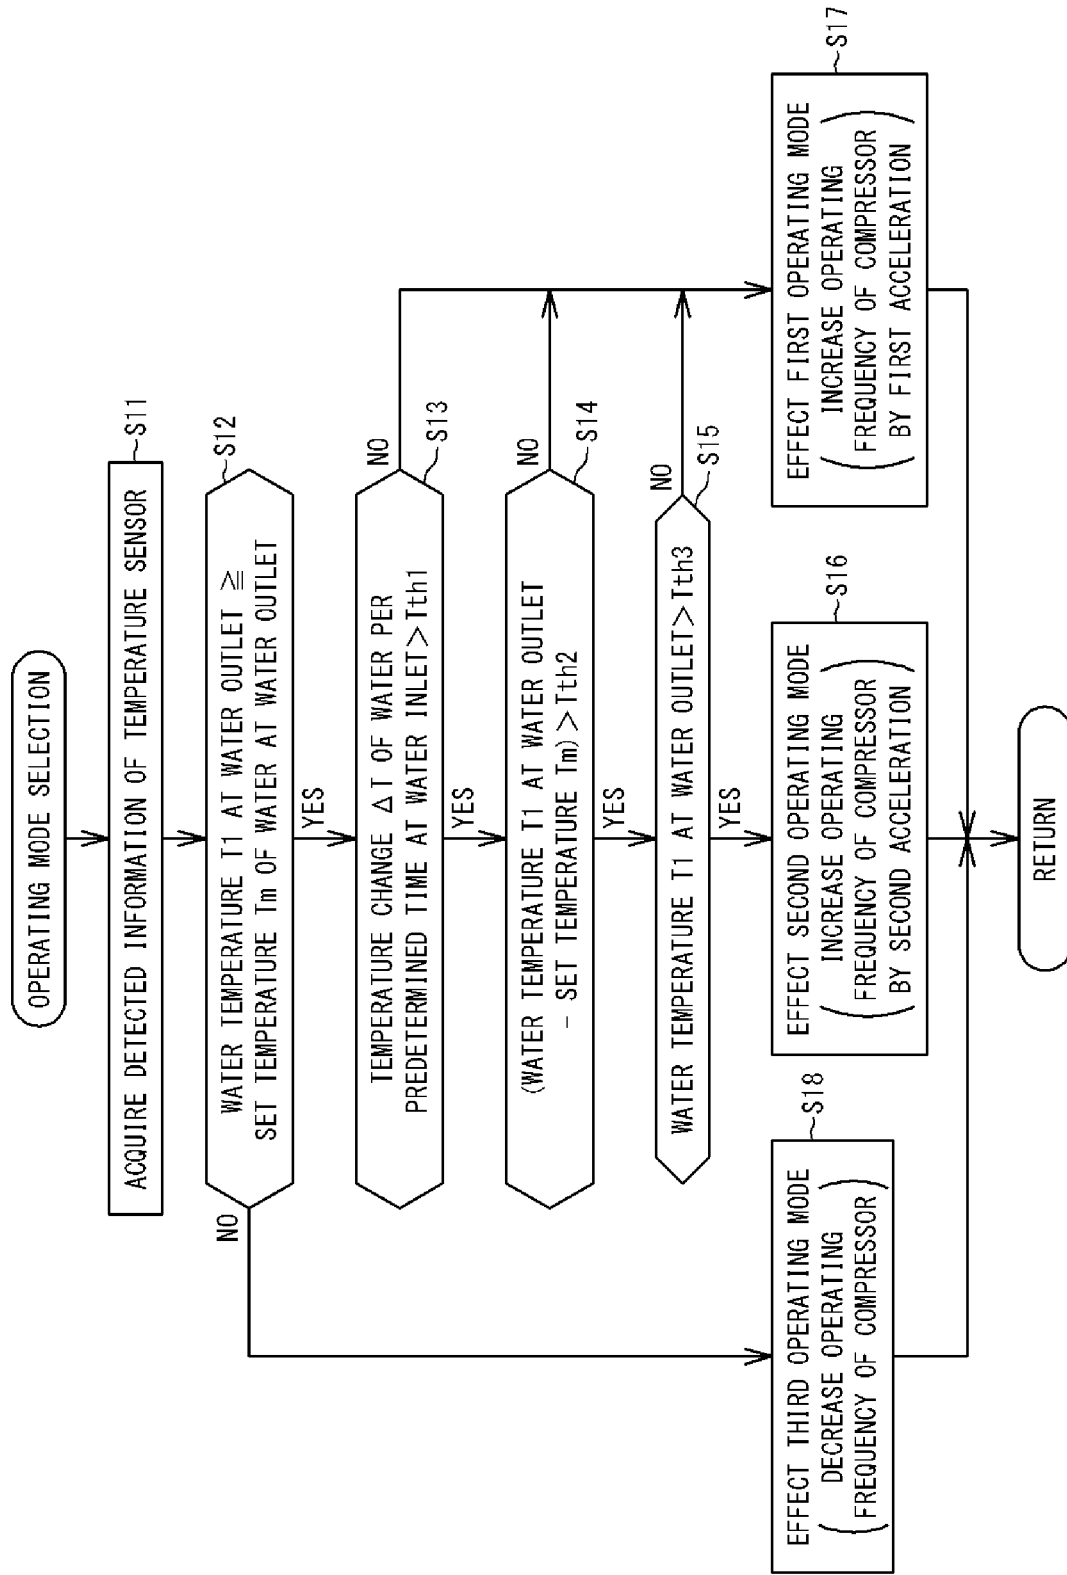 OPERATING MODE SELECTION
ACQUIRE DETECTED INFORMATION OF TEMPERATURE SENSOR
S11
WATER TEMPERATURE T1 AT WATER OUTLET ≧
SET TEMPERATURE Tm OF WATER AT WATER OUTLET
S12
NO
YES
TEMPERATURE CHANGE ΔT OF WATER PER
PREDETERMINED TIME AT WATER INLET>Tth1
S13
NO
YES
(WATER TEMPERATURE T1 AT WATER OUTLET
- SET TEMPERATURE Tm)>Tth2
S14
NO
YES
WATER TEMPERATURE T1 AT WATER OUTLET>Tth3
S15
NO
YES
EFFECT THIRD OPERATING MODE
(DECREASE OPERATING
FREQUENCY OF COMPRESSOR)
S18
EFFECT SECOND OPERATING MODE
(INCREASE OPERATING
FREQUENCY OF COMPRESSOR
BY SECOND ACCELERATION)
S16
EFFECT FIRST OPERATING MODE
(INCREASE OPERATING
FREQUENCY OF COMPRESSOR
BY FIRST ACCELERATION)
S17
RETURN